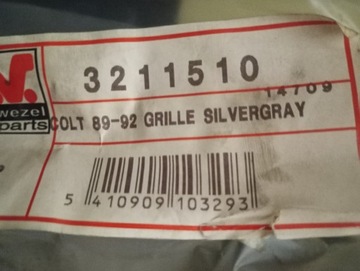 3211510
14709
wezel
parts
COLT 89-92 GRILLE SILVERGRAY
5 410909 103293